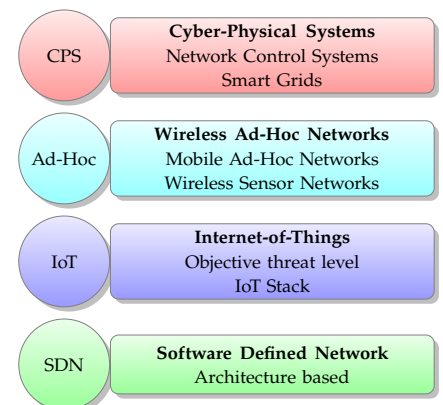 CPS
Cyber-Physical Systems
Network Control Systems
Smart Grids
Ad-Hoc
Wireless Ad-Hoc Networks
Mobile Ad-Hoc Networks
Wireless Sensor Networks
IoT
Internet-of-Things
Objective threat level
IoT Stack
SDN
Software Defined Network
Architecture based